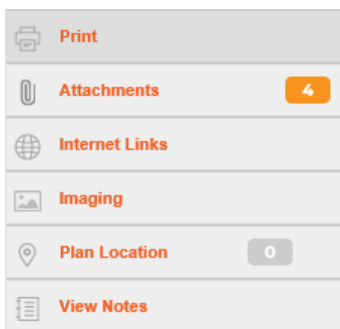 Print
Attachments 4
Internet Links
Imaging
Plan Location 0
View Notes